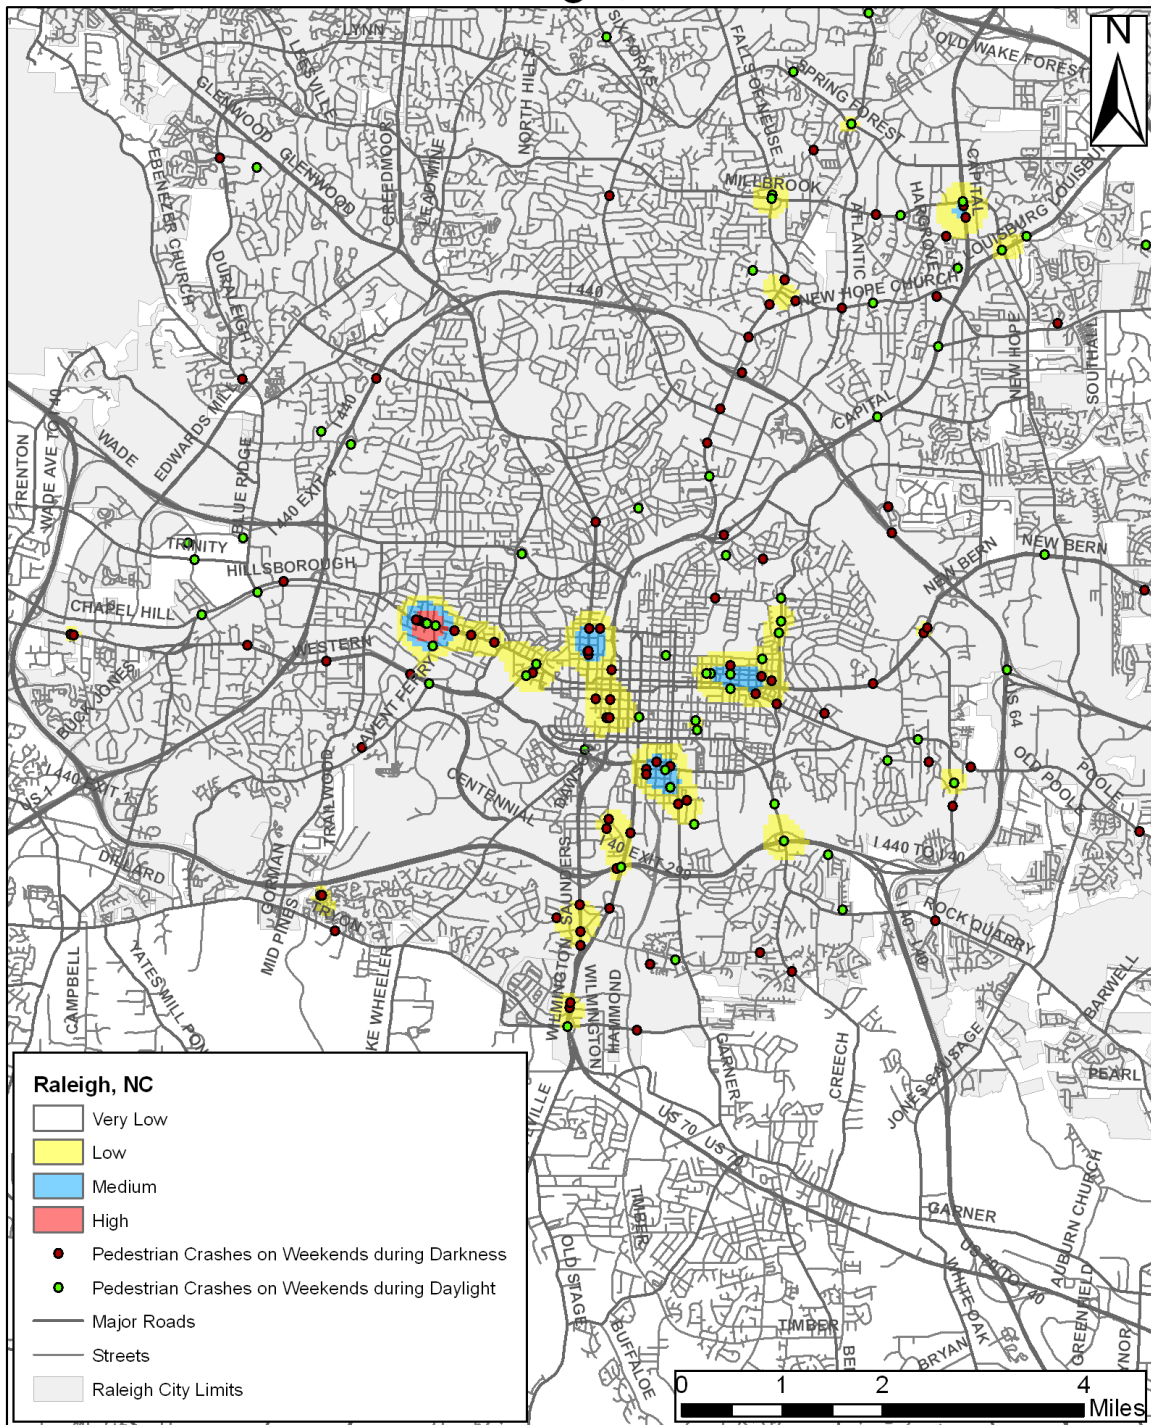 LYNN
LEESVILLE
NORTH HILLS
SIX FORKS
FALLS OF NEUSE
OLD WAKE FOREST
N
GLENWOOD
SPRING FOREST
CREEDMOOR
LEAD MINE
GLENWOOD
EBENEZER CHURCH
MILLBROOK
CAPITAL
HARGROVE
ATLANTIC
LOUISBURG
DURALEIGH
I 440
NEW HOPE CHURCH
NEW HOPE
SOUTHALL
EDWARDS MILL
I 440
CAPITAL
TRENTON
WADE AVE TO I 40
WADE
BLUE RIDGE
I 440 EXIT 4
TRINITY
HILLSBOROUGH
NEW BERN
NEW BERN
CHAPEL HILL
WESTERN
BUCK JONES
AVENT FERRY
US 64
I 440 EXIT 1
US 1
CENTENNIAL
DAWSON
OLD POOLE
POOLE
TRAILWOOD
DILLARD
GORMAN
SAUNDERS
I 40 EXIT 299
I 440 TO I 40
MID PINES
TRYON
I 40
I 40
ROCK QUARRY
CAMPBELL
YATES MILL PON
KE WHEELER
WILMINGTON
WILMINGTON
HAMMOND
BARWELL
GARNER
CREECH
JONES SAUSAGE
PEARL
US 70
US 70
TIMBER
OLD STAGE
GARNER
AUBURN CHURCH
US 70 TO I 40
WHITE OAK
GREENFIELD
BUFFALOE
TIMBER
BRYAN
Raleigh, NC
Very Low
Low
Medium
High
Pedestrian Crashes on Weekends during Darkness
Pedestrian Crashes on Weekends during Daylight
Major Roads
Streets
Raleigh City Limits
0 1 2 4
Miles